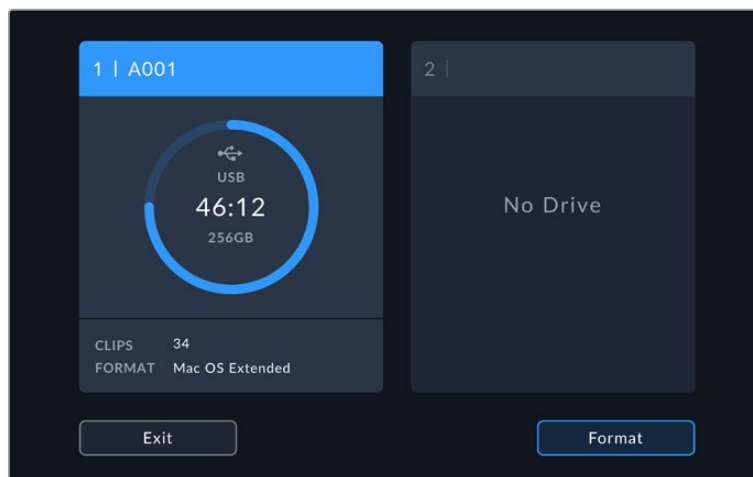 1 | A001
USB
46:12
256GB
CLIPS 34
FORMAT Mac OS Extended
2 |
No Drive
Exit
Format